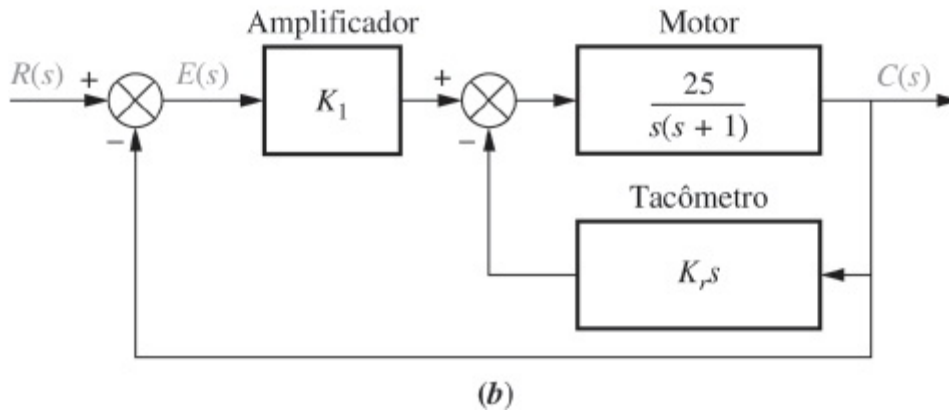 Amplificador
Motor
R(s)
+
−
E(s)
K₁
+
−
25
s(s + 1)
C(s)
Tacômetro
Kᵣs
(b)